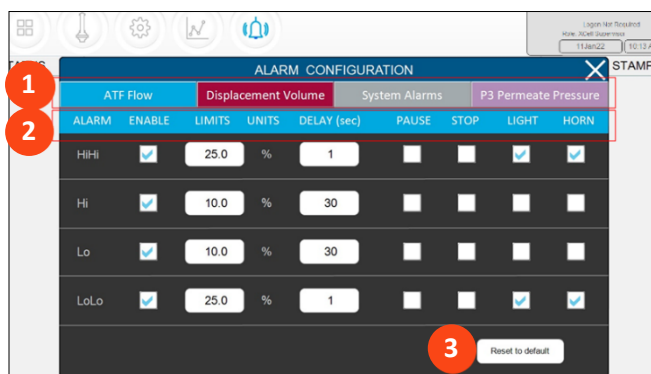 Logon Not Required
11Jan22 10:13 A
ALARM CONFIGURATION
STAMP
1
ATF Flow Displacement Volume System Alarms P3 Permeate Pressure
2
ALARM ENABLE LIMITS UNITS DELAY (sec) PAUSE STOP LIGHT HORN
HiHi 25.0 % 1
Hi 10.0 % 30
Lo 10.0 % 30
LoLo 25.0 % 1
3
Reset to default